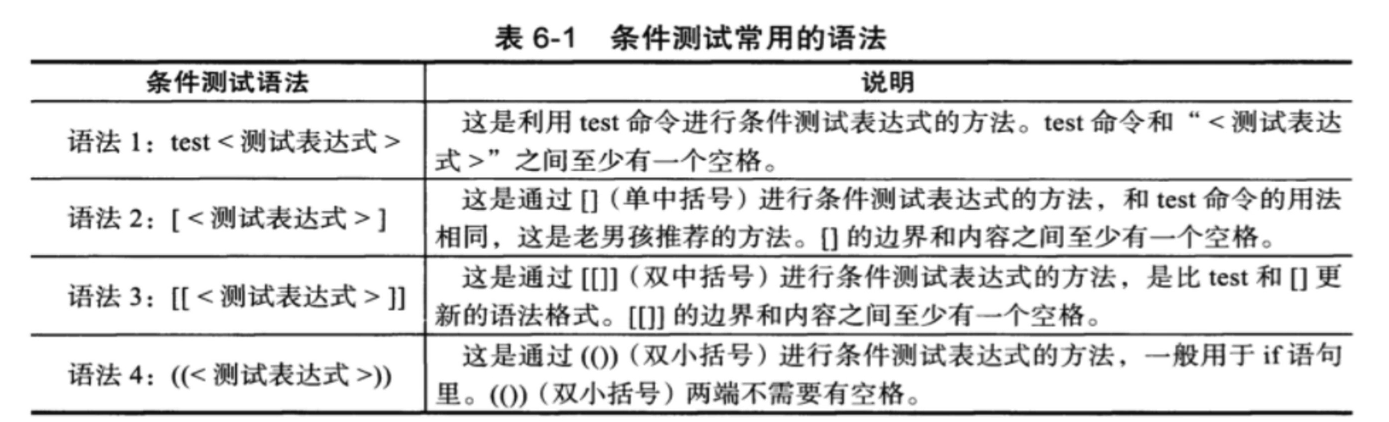 表 6-1 条件测试常用的语法
条件测试语法
说明
语法 1：test < 测试表达式 >
这是利用 test 命令进行条件测试表达式的方法。test 命令和“ < 测试表达
式 >”之间至少有一个空格。
语法 2：[ < 测试表达式 > ]
这是通过 []（单中括号）进行条件测试表达式的方法，和 test 命令的用法
相同，这是老男孩推荐的方法。[] 的边界和内容之间至少有一个空格。
语法 3：[[ < 测试表达式 > ]]
这是通过 [[]]（双中括号）进行条件测试表达式的方法，是比 test 和 [] 更
新的语法格式。[[]] 的边界和内容之间至少有一个空格。
语法 4：((< 测试表达式 >))
这是通过 (())（双小括号）进行条件测试表达式的方法，一般用于 if 语句
里。(())（双小括号）两端不需要有空格。